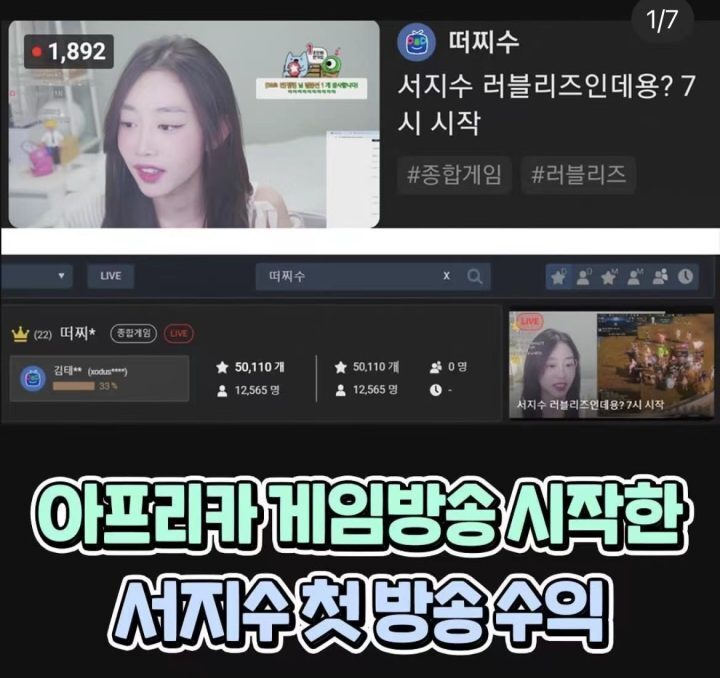 1/7
1,892
떠찌수
서지수 러블리즈인데용? 7
시 시작
#종합게임 #러블리즈
LIVE
떠찌수 X
(22) 떠찌* 종합게임 LIVE
김태** (xodus****)
33 %
50,110 개
12,565 명
50,110 개
12,565 명
0 명
-
LIVE
서지수 러블리즈인데용? 7시 시작
아프리카 게임방송 시작한
서지수 첫 방송 수익